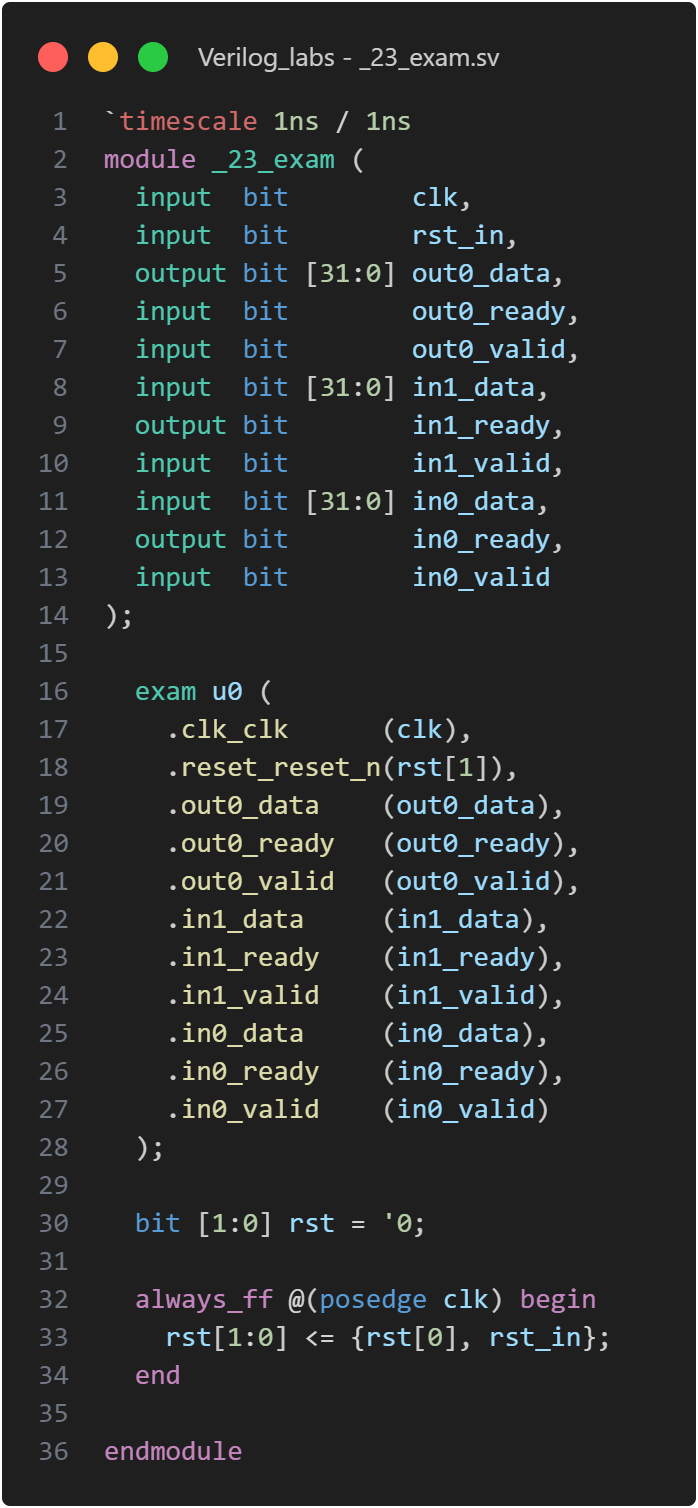 Verilog_labs - _23_exam.sv
1 `timescale 1ns / 1ns
2 module _23_exam (
3   input  bit        clk,
4   input  bit        rst_in,
5   output bit [31:0] out0_data,
6   input  bit        out0_ready,
7   input  bit        out0_valid,
8   input  bit [31:0] in1_data,
9   output bit        in1_ready,
10   input  bit        in1_valid,
11   input  bit [31:0] in0_data,
12   output bit        in0_ready,
13   input  bit        in0_valid
14 );
15
16   exam u0 (
17     .clk_clk      (clk),
18     .reset_reset_n(rst[1]),
19     .out0_data    (out0_data),
20     .out0_ready   (out0_ready),
21     .out0_valid   (out0_valid),
22     .in1_data     (in1_data),
23     .in1_ready    (in1_ready),
24     .in1_valid    (in1_valid),
25     .in0_data     (in0_data),
26     .in0_ready    (in0_ready),
27     .in0_valid    (in0_valid)
28   );
29
30   bit [1:0] rst = '0;
31
32   always_ff @(posedge clk) begin
33     rst[1:0] <= {rst[0], rst_in};
34   end
35
36 endmodule